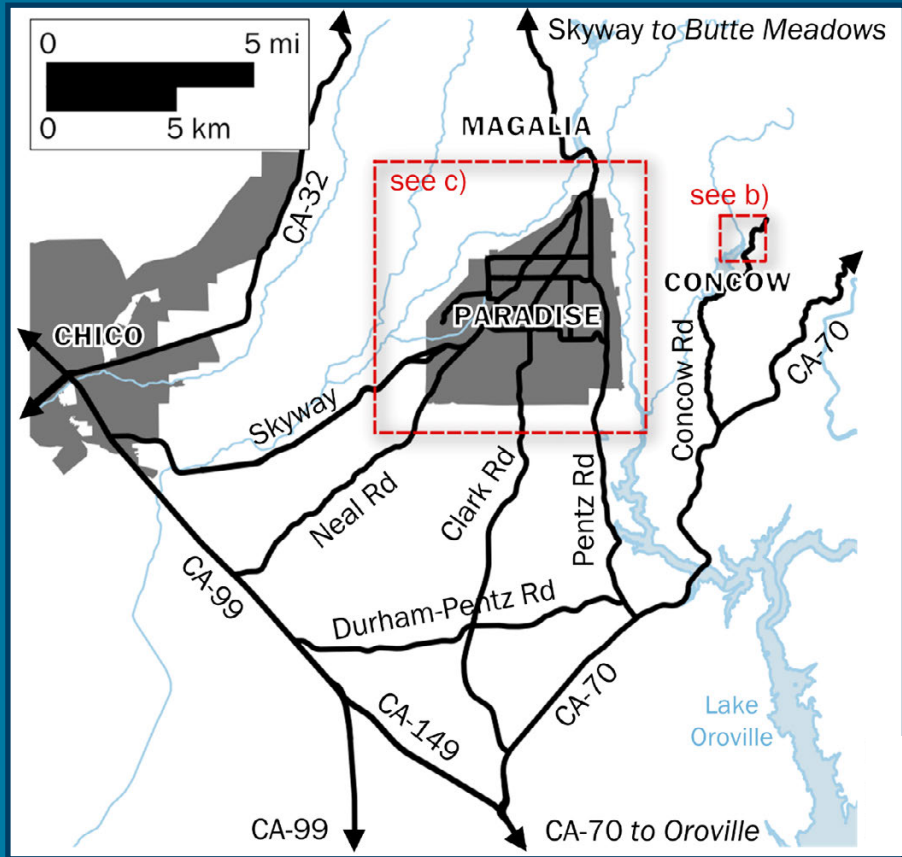 0 5 mi
0 5 km
Skyway to Butte Meadows
MAGALIA
CA-32
see c)
see b)
CONCOW
CHICO
PARADISE
CA-70
Concow Rd
Skyway
Neal Rd
Clark Rd
Pentz Rd
CA-99
Durham-Pentz Rd
CA-70
CA-149
Lake
Oroville
CA-99
CA-70 to Oroville